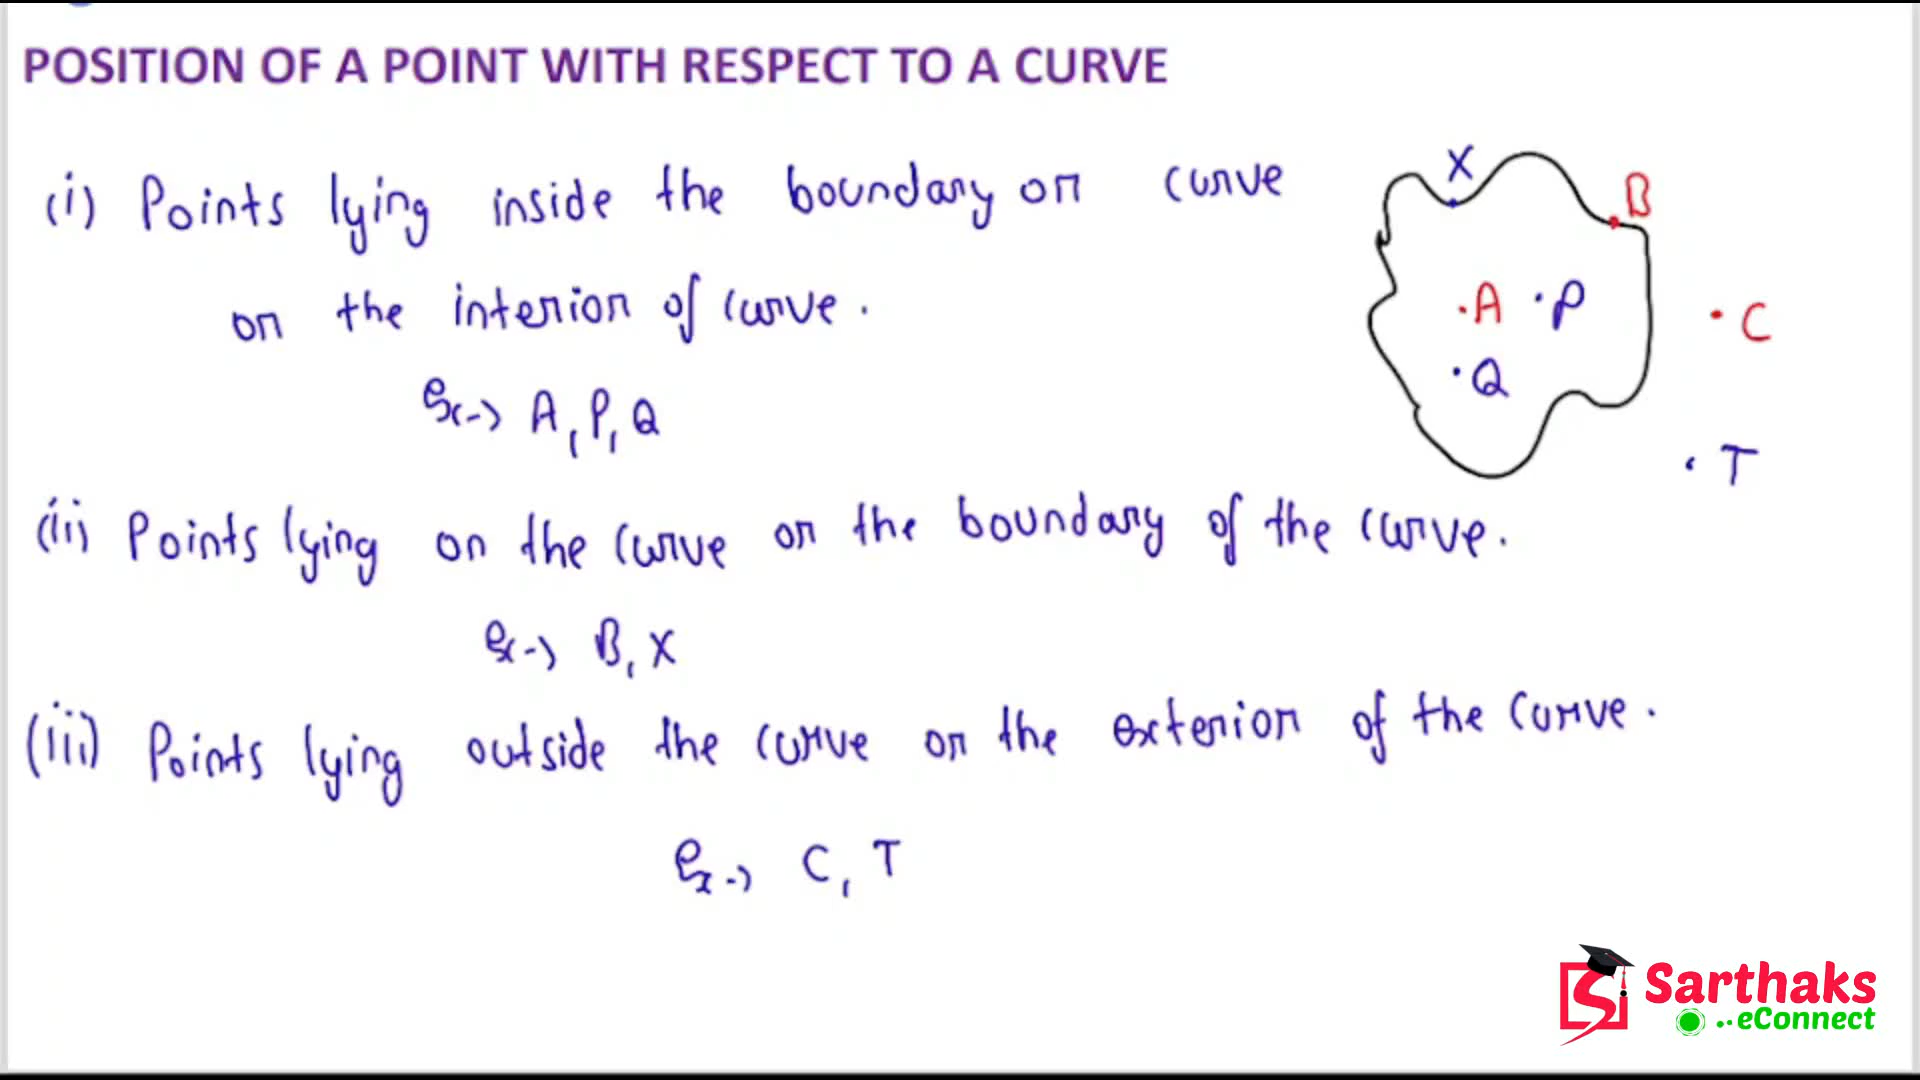 POSITION OF A POINT WITH RESPECT TO A CURVE
(i) Points lying inside the boundary or curve
or the interior of curve.
Ex -> A, P, Q
(ii) Points lying on the curve or the boundary of the curve.
Ex -> B, X
(iii) Points lying outside the curve or the exterior of the curve.
Ex -> C, T
X
B
A
P
C
Q
T
Sarthaks
eConnect